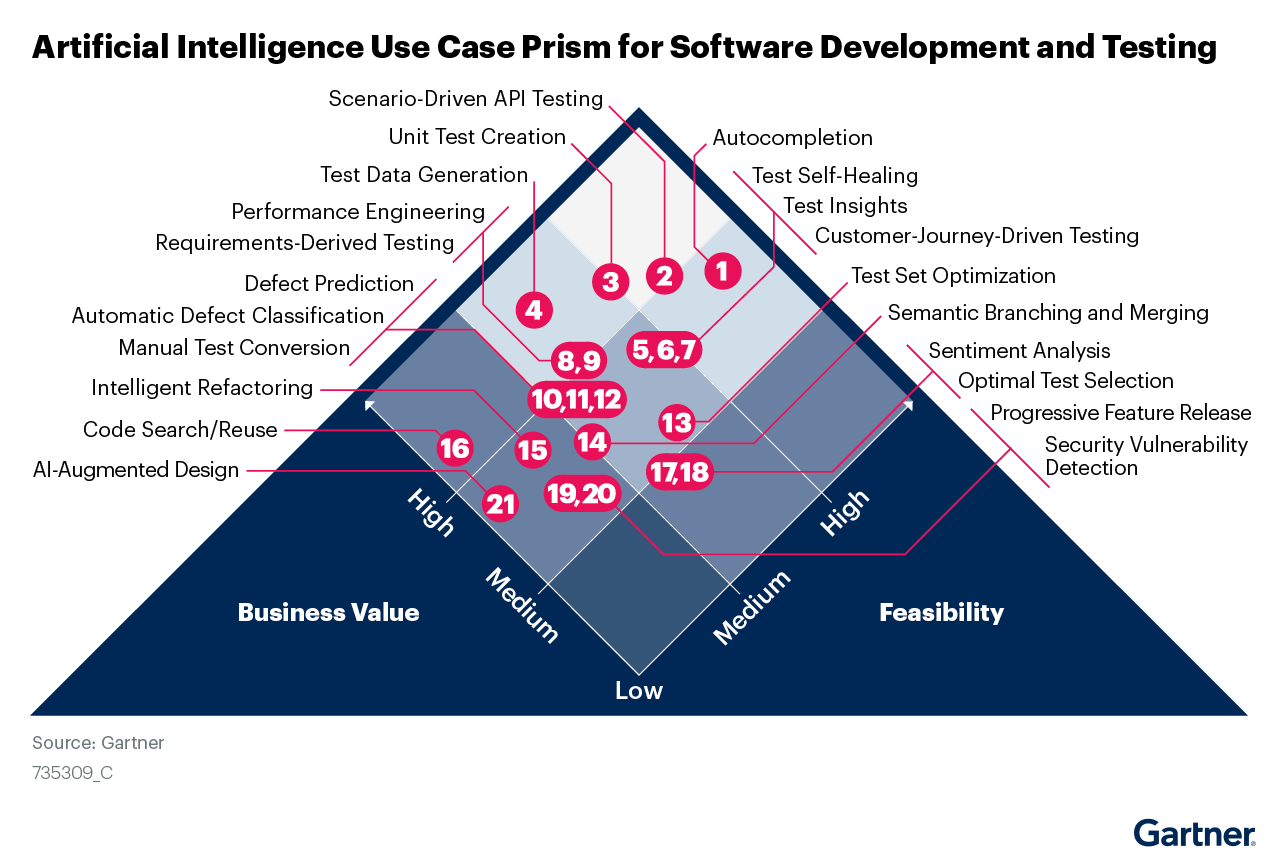 Artificial Intelligence Use Case Prism for Software Development and Testing
Scenario-Driven API Testing
Unit Test Creation
Test Data Generation
Performance Engineering
Requirements-Derived Testing
Defect Prediction
Automatic Defect Classification
Manual Test Conversion
Intelligent Refactoring
Code Search/Reuse
AI-Augmented Design
Autocompletion
Test Self-Healing
Test Insights
Customer-Journey-Driven Testing
Test Set Optimization
Semantic Branching and Merging
Sentiment Analysis
Optimal Test Selection
Progressive Feature Release
Security Vulnerability
Detection
1
2
3
4
5,6,7
8,9
10,11,12
13
14
15
16
17,18
19,20
21
High
High
Medium
Medium
Low
Business Value
Feasibility
Source: Gartner
735309_C
Gartner